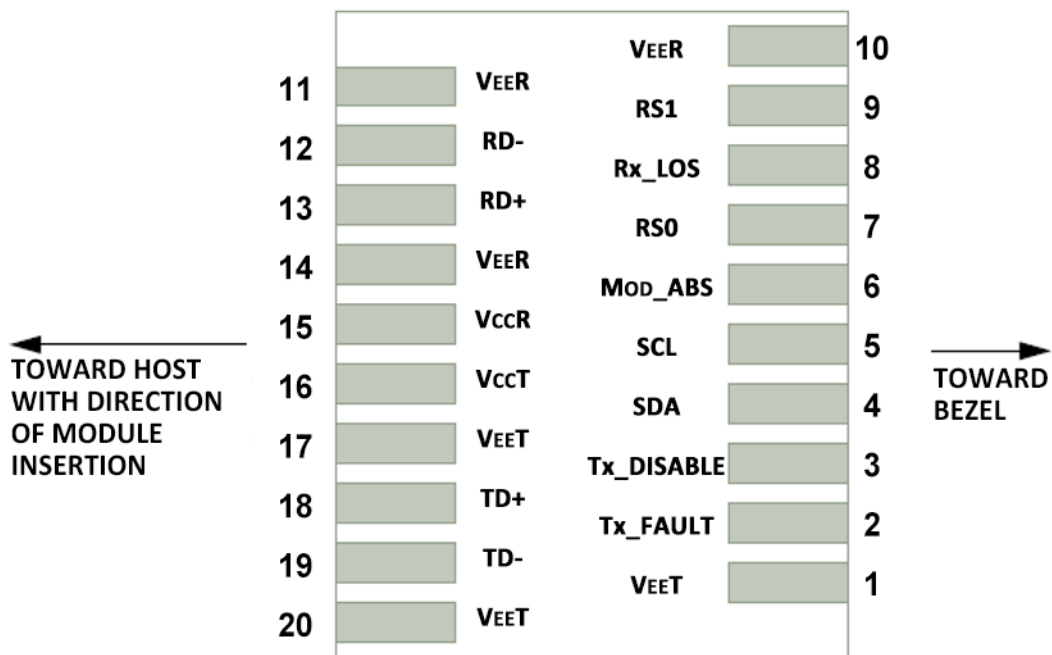 VEER 10
11 VEER
RS1 9
12 RD-
Rx_LOS 8
13 RD+
RS0 7
14 VEER
MOD_ABS 6
15 VCCR
SCL 5
16 VCCT
SDA 4
17 VEET
Tx_DISABLE 3
18 TD+
Tx_FAULT 2
19 TD-
VEET 1
20 VEET
TOWARD HOST
WITH DIRECTION
OF MODULE
INSERTION
TOWARD
BEZEL